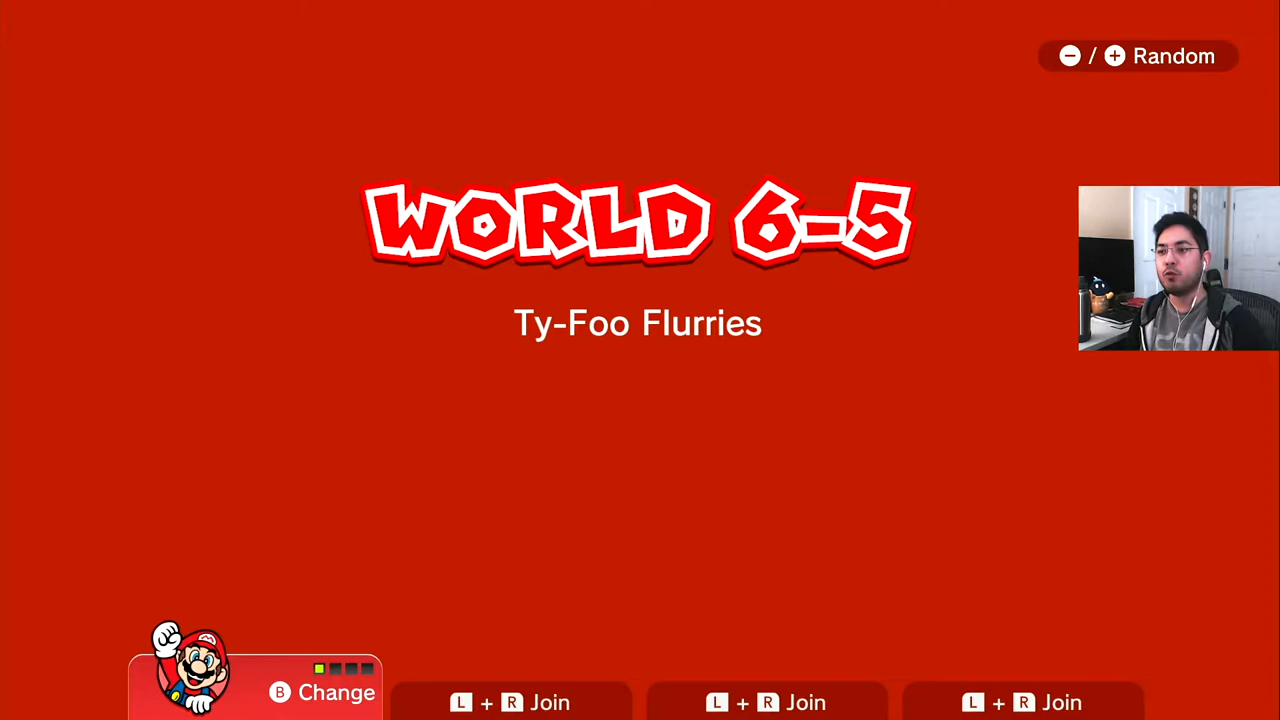 − / + Random
WORLD 6-5
Ty-Foo Flurries
B Change
L + R Join
L + R Join
L + R Join